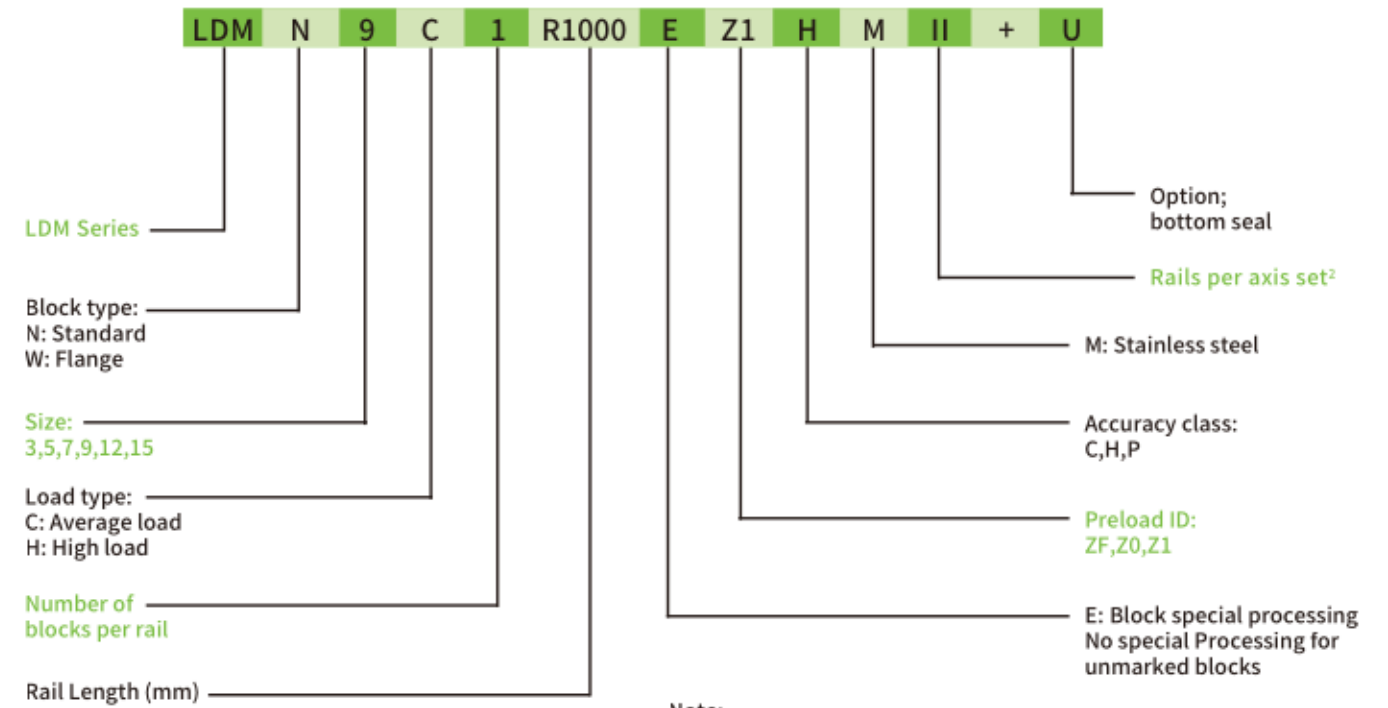 LDM N 9 C 1 R1000 E Z1 H M II + U
LDM Series
Block type:
N: Standard
W: Flange
Size:
3,5,7,9,12,15
Load type:
C: Average load
H: High load
Number of
blocks per rail
Rail Length (mm)
Option;
bottom seal
Rails per axis set²
M: Stainless steel
Accuracy class:
C,H,P
Preload ID:
ZF,Z0,Z1
E: Block special processing
No special Processing for
unmarked blocks
Note: